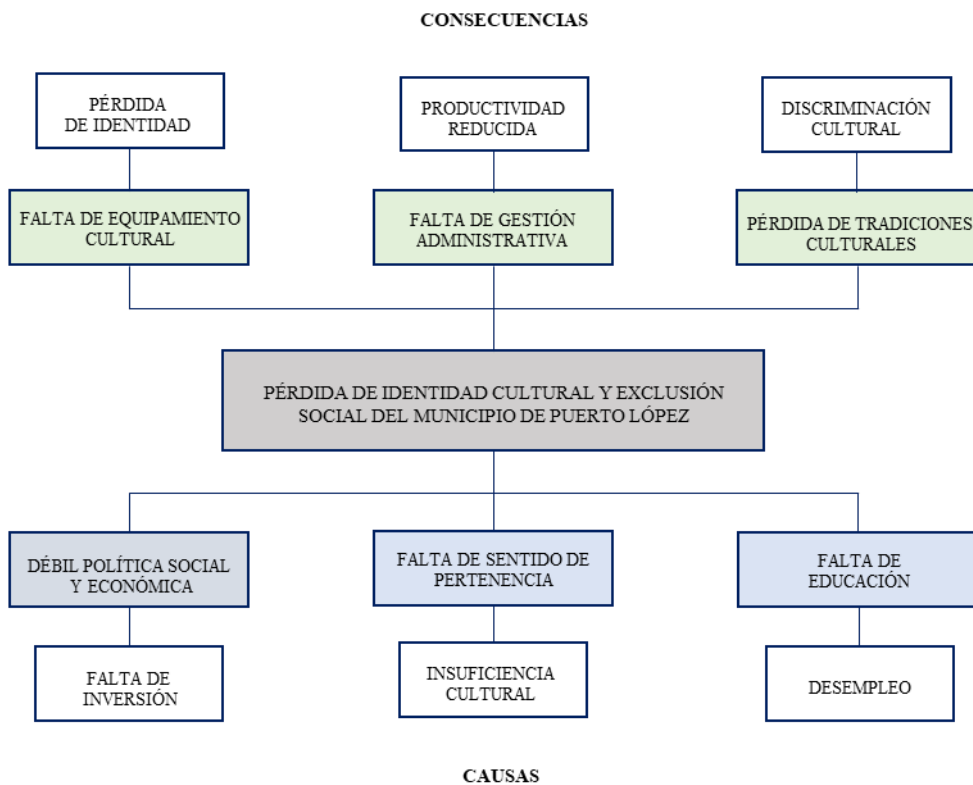 CONSECUENCIAS
PÉRDIDA
DE IDENTIDAD
PRODUCTIVIDAD
REDUCIDA
DISCRIMINACIÓN
CULTURAL
FALTA DE EQUIPAMIENTO
CULTURAL
FALTA DE GESTIÓN
ADMINISTRATIVA
PÉRDIDA DE TRADICIONES
CULTURALES
PÉRDIDA DE IDENTIDAD CULTURAL Y EXCLUSIÓN
SOCIAL DEL MUNICIPIO DE PUERTO LÓPEZ
DÉBIL POLÍTICA SOCIAL
Y ECONÓMICA
FALTA DE SENTIDO DE
PERTENENCIA
FALTA DE
EDUCACIÓN
FALTA DE
INVERSIÓN
INSUFICIENCIA
CULTURAL
DESEMPLEO
CAUSAS